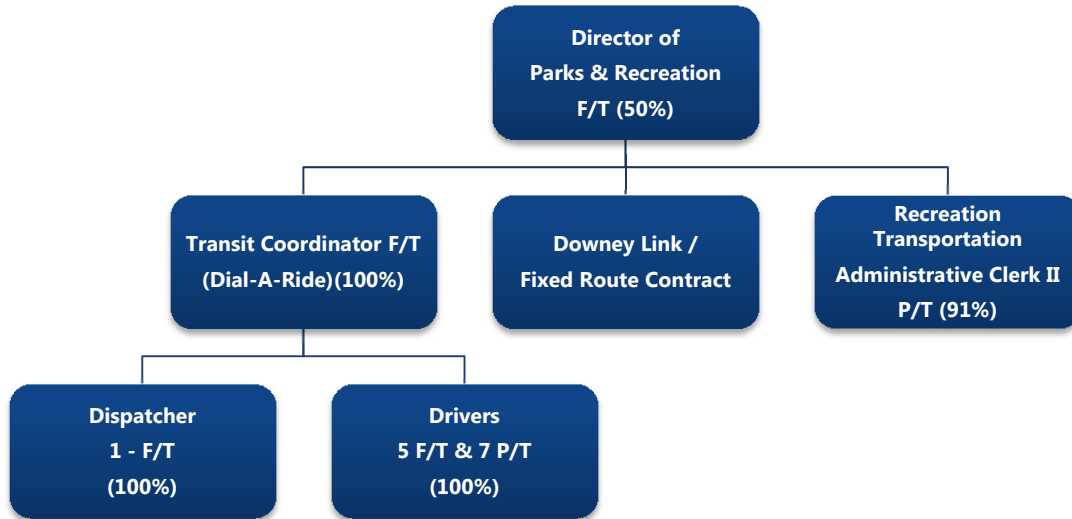 Director of
Parks & Recreation
F/T (50%)
Transit Coordinator F/T
(Dial-A-Ride)(100%)
Downey Link /
Fixed Route Contract
Recreation
Transportation
Administrative Clerk II
P/T (91%)
Dispatcher
1 - F/T
(100%)
Drivers
5 F/T & 7 P/T
(100%)